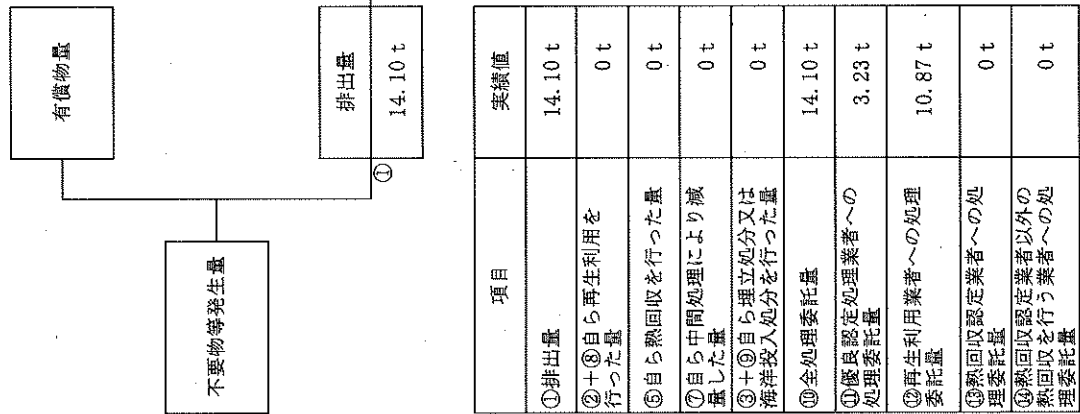 有償物量
不要物等発生量
排出量
①
14.10 t
項目
実績値
①排出量
14.10 t
②+⑧自ら再生利用を
行った量
0 t
⑤自ら熱回収を行った量
0 t
⑦自ら中間処理により減
量した量
0 t
③+⑨自ら埋立処分又は
海洋投入処分を行った量
0 t
⑩全処理委託量
14.10 t
⑪優良認定処理業者への
処理委託量
3.23 t
⑫再生利用業者への処理
委託量
10.87 t
⑬熱回収認定業者への処
理委託量
0 t
⑭熱回収認定業者以外の
熱回収を行う業者への処
理委託量
0 t